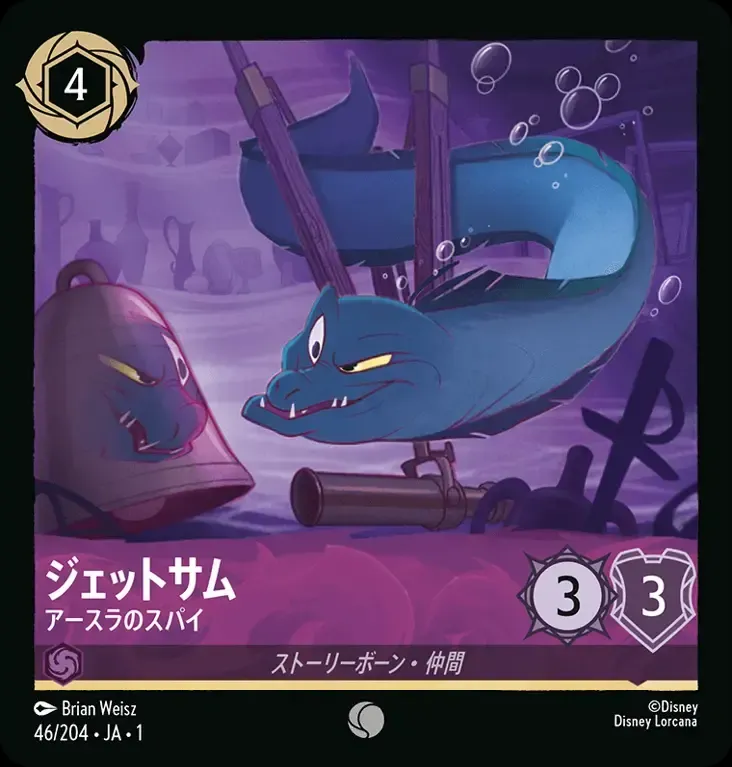 4
ジェットサム
アースラのスパイ
3
3
ストーリーボーン・仲間
Brian Weisz
46/204・JA・1
©Disney
Disney Lorcana